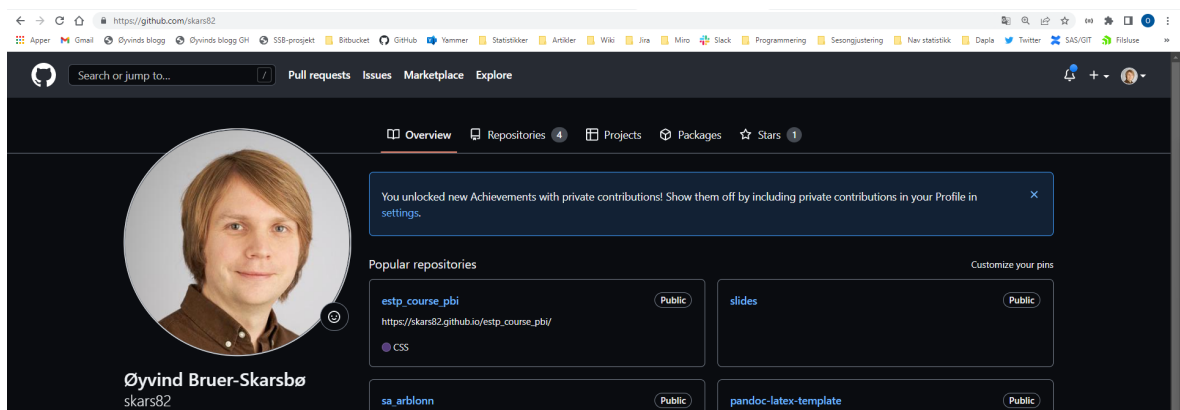 https://github.com/skars82
Apper Gmail Øyvinds blogg Øyvinds blogg GH SSB-prosjekt Bitbucket GitHub Yammer Statistikker Artikler Wiki Jira Miro Slack Programmering Sesongjustering Nav statistikk Dapla Twitter SAS/GIT Filsluse »
Search or jump to... / Pull requests Issues Marketplace Explore
Overview Repositories 4 Projects Packages Stars 1
You unlocked new Achievements with private contributions! Show them off by including private contributions in your Profile in
settings.
Popular repositories Customize your pins
estp_course_pbi Public
https://skars82.github.io/estp_course_pbi/
CSS
slides Public
Øyvind Bruer-Skarsbø
skars82
sa_arblonn Public
pandoc-latex-template Public